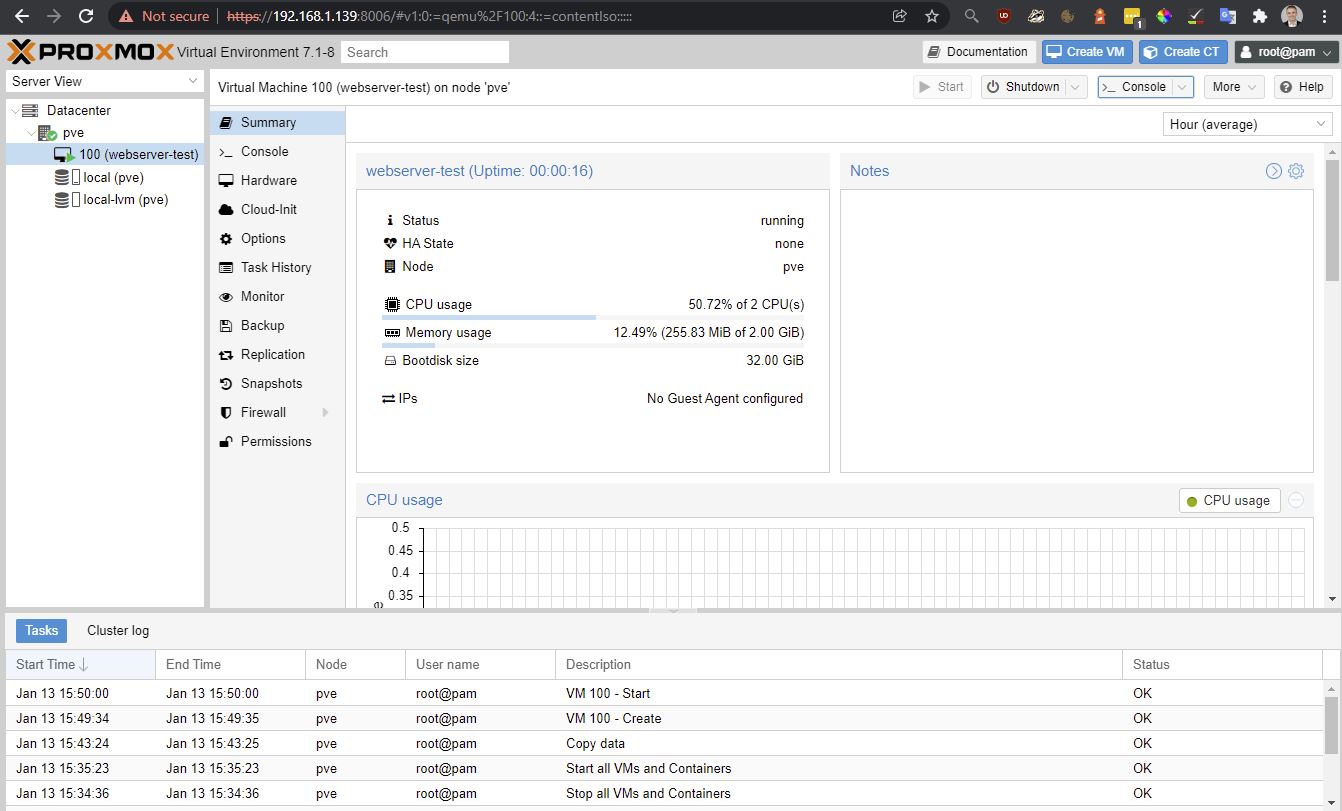 Not secure https://192.168.1.139:8006/#v1:0:=qemu%2F100:4::=contentIso:::::
1
PROXMOX Virtual Environment 7.1-8 Search Documentation Create VM Create CT root@pam
Server View
Datacenter
pve
100 (webserver-test)
local (pve)
local-lvm (pve)
Virtual Machine 100 (webserver-test) on node 'pve' Start Shutdown Console More Help
Summary
Console
Hardware
Cloud-Init
Options
Task History
Monitor
Backup
Replication
Snapshots
Firewall
Permissions
Hour (average)
webserver-test (Uptime: 00:00:16)
Status running
HA State none
Node pve
CPU usage 50.72% of 2 CPU(s)
Memory usage 12.49% (255.83 MiB of 2.00 GiB)
Bootdisk size 32.00 GiB
IPs No Guest Agent configured
Notes
CPU usage CPU usage
0.5
0.45
0.4
0.35
Tasks Cluster log
Start Time End Time Node User name Description Status
Jan 13 15:50:00 Jan 13 15:50:00 pve root@pam VM 100 - Start OK
Jan 13 15:49:34 Jan 13 15:49:35 pve root@pam VM 100 - Create OK
Jan 13 15:43:24 Jan 13 15:43:25 pve root@pam Copy data OK
Jan 13 15:35:23 Jan 13 15:35:23 pve root@pam Start all VMs and Containers OK
Jan 13 15:34:36 Jan 13 15:34:36 pve root@pam Stop all VMs and Containers OK